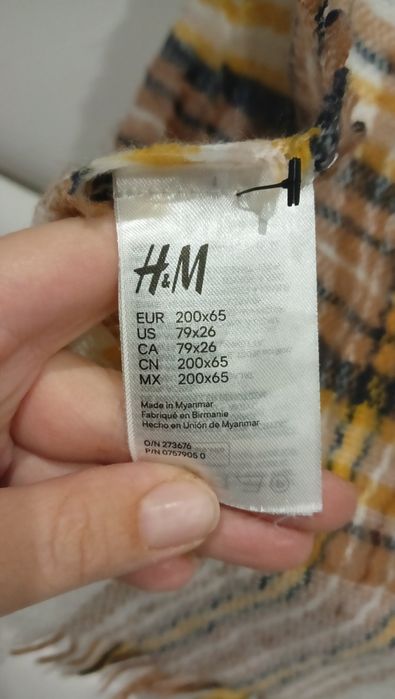 H&M
EUR 200x65
US 79x26
CA 79x26
CN 200x65
MX 200x65
Made in Myanmar
Fabriqué en Birmanie
Hecho en Unión de Myanmar
O/N 273676
P/N 0757905 0